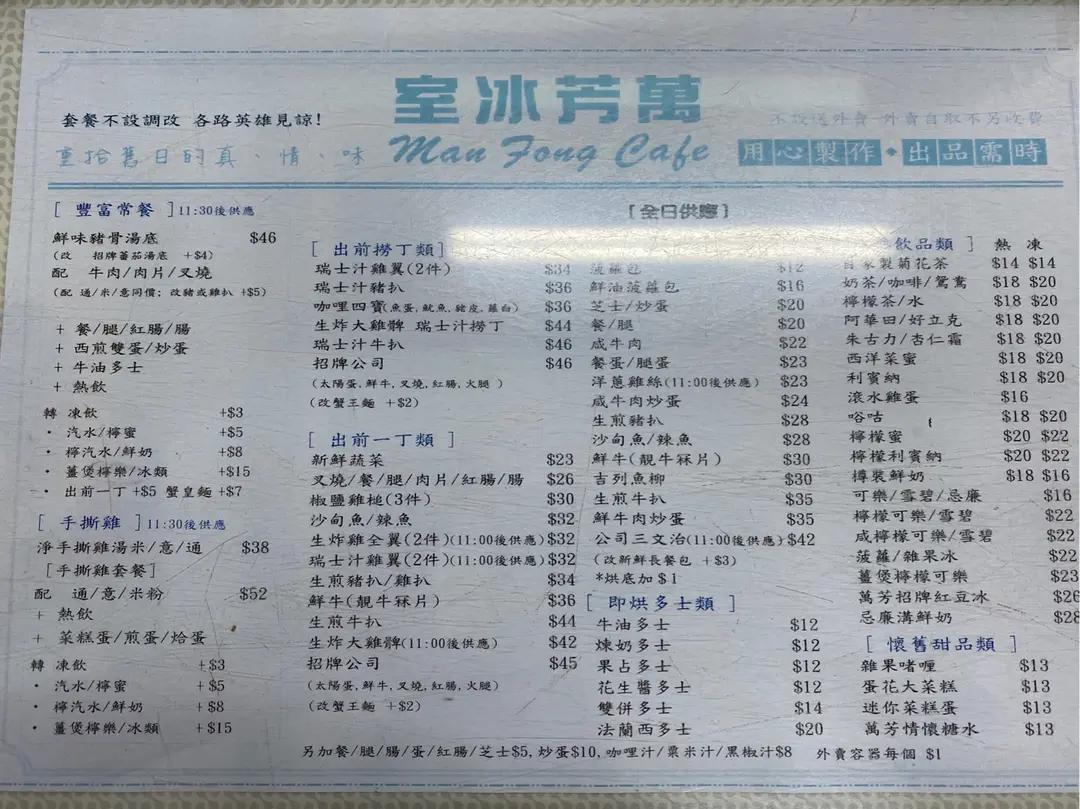 室冰芳萬
套餐不設調改 各路英雄見諒!
不設送外賣 外賣自取不另收費
重拾舊日的真、情、味
Man Fong Cafe
用心製作・出品需時
[ 豐富常餐 ] 11:30後供應
鮮味豬骨湯底 $46
(改 招牌蕃茄湯底 +$4)
配 牛肉/肉片/叉燒
(配 通/米/意同價; 改豬或雞扒 +$5)
+ 餐/腿/紅腸/腸
+ 西煎雙蛋/炒蛋
+ 牛油多士
+ 熱飲
轉 凍飲 +$3
・ 汽水/檸蜜 +$5
・ 檸汽水/鮮奶 +$8
・ 薑煲檸樂/冰類 +$15
・ 出前一丁 +$5 蟹皇麵 +$7
[ 手撕雞 ] 11:30後供應
淨手撕雞湯米/意/通 $38
[手撕雞套餐]
配 通/意/米粉 $52
+ 熱飲
+ 菜糕蛋/煎蛋/烚蛋
轉 凍飲 +$3
・ 汽水/檸蜜 +$5
・ 檸汽水/鮮奶 +$8
・ 薑煲檸樂/冰類 +$15
[全日供應]
[ 出前撈丁類]
瑞士汁雞翼(2件) $34
瑞士汁豬扒 $36
咖哩四寶(魚蛋,魷魚,豬皮,蘿白) $36
生炸大雞髀 瑞士汁撈丁 $44
瑞士汁牛扒 $46
招牌公司 $46
(太陽蛋,鮮牛,叉燒,紅腸,火腿 )
(改蟹王麵 +$2)
[ 出前一丁類 ]
新鮮蔬菜 $23
叉燒/餐/腿/肉片/紅腸/腸 $26
椒鹽雞槌(3件) $30
沙甸魚/辣魚 $32
生炸雞全翼(2件)(11:00後供應) $32
瑞士汁雞翼(2件)(11:00後供應) $32
生煎豬扒/雞扒 $34
鮮牛(靚牛冧片) $36
生煎牛扒 $44
生炸大雞髀(11:00後供應) $42
招牌公司 $45
(太陽蛋,鮮牛,叉燒,紅腸,火腿)
(改蟹王麵 +$2)
菠蘿包 $12
鮮油菠蘿包 $16
芝士/炒蛋 $20
餐/腿 $20
咸牛肉 $22
餐蛋/腿蛋 $23
洋蔥雞絲(11:00後供應) $23
咸牛肉炒蛋 $24
生煎豬扒 $28
沙甸魚/辣魚 $28
鮮牛(靚牛冧片) $30
吉列魚柳 $30
生煎牛扒 $35
鮮牛肉炒蛋 $35
公司三文治(11:00後供應) $42
(改新鮮長餐包 +$3)
*烘底加$1
[ 即烘多士類 ]
牛油多士 $12
煉奶多士 $12
果占多士 $12
花生醬多士 $12
雙併多士 $14
法蘭西多士 $20
飲品類 ] 熱 凍
自家製菊花茶 $14 $14
奶茶/咖啡/鴛鴦 $18 $20
檸檬茶/水 $18 $20
阿華田/好立克 $18 $20
朱古力/杏仁霜 $18 $20
西洋菜蜜 $18 $20
利賓納 $18 $20
滾水雞蛋 $16
唂咕 $18 $20
檸檬蜜 $20 $22
檸檬利賓納 $20 $22
樽裝鮮奶 $18 $16
可樂/雪碧/忌廉 $16
檸檬可樂/雪碧 $22
咸檸檬可樂/雪碧 $22
菠蘿/雜果冰 $22
薑煲檸檬可樂 $23
萬芳招牌紅豆冰 $26
忌廉溝鮮奶 $28
[ 懷舊甜品類 ]
雜果啫喱 $13
蛋花大菜糕 $13
迷你菜糕蛋 $13
萬芳情懷糖水 $13
另加餐/腿/腸/蛋/紅腸/芝士$5,炒蛋$10,咖哩汁/粟米汁/黑椒汁$8 外賣容器每個 $1